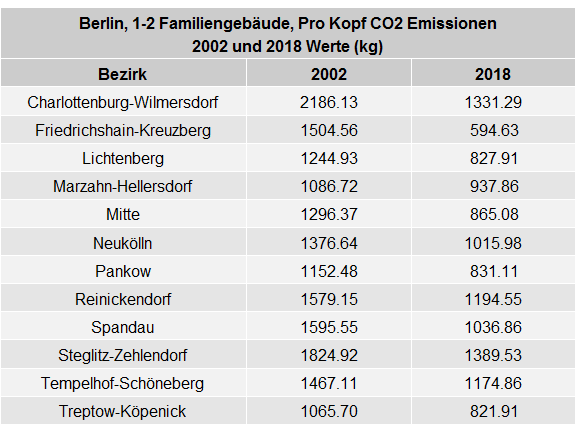 Berlin, 1-2 Familiengebäude, Pro Kopf CO2 Emissionen
2002 und 2018 Werte (kg)
Bezirk 2002 2018
Charlottenburg-Wilmersdorf 2186.13 1331.29
Friedrichshain-Kreuzberg 1504.56 594.63
Lichtenberg 1244.93 827.91
Marzahn-Hellersdorf 1086.72 937.86
Mitte 1296.37 865.08
Neukölln 1376.64 1015.98
Pankow 1152.48 831.11
Reinickendorf 1579.15 1194.55
Spandau 1595.55 1036.86
Steglitz-Zehlendorf 1824.92 1389.53
Tempelhof-Schöneberg 1467.11 1174.86
Treptow-Köpenick 1065.70 821.91